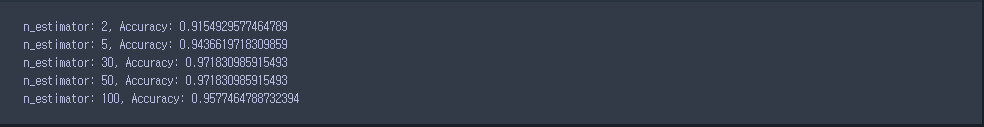 n_estimator: 2, Accuracy: 0.9154929577464789
n_estimator: 5, Accuracy: 0.9436619718309859
n_estimator: 30, Accuracy: 0.971830985915493
n_estimator: 50, Accuracy: 0.971830985915493
n_estimator: 100, Accuracy: 0.9577464788732394